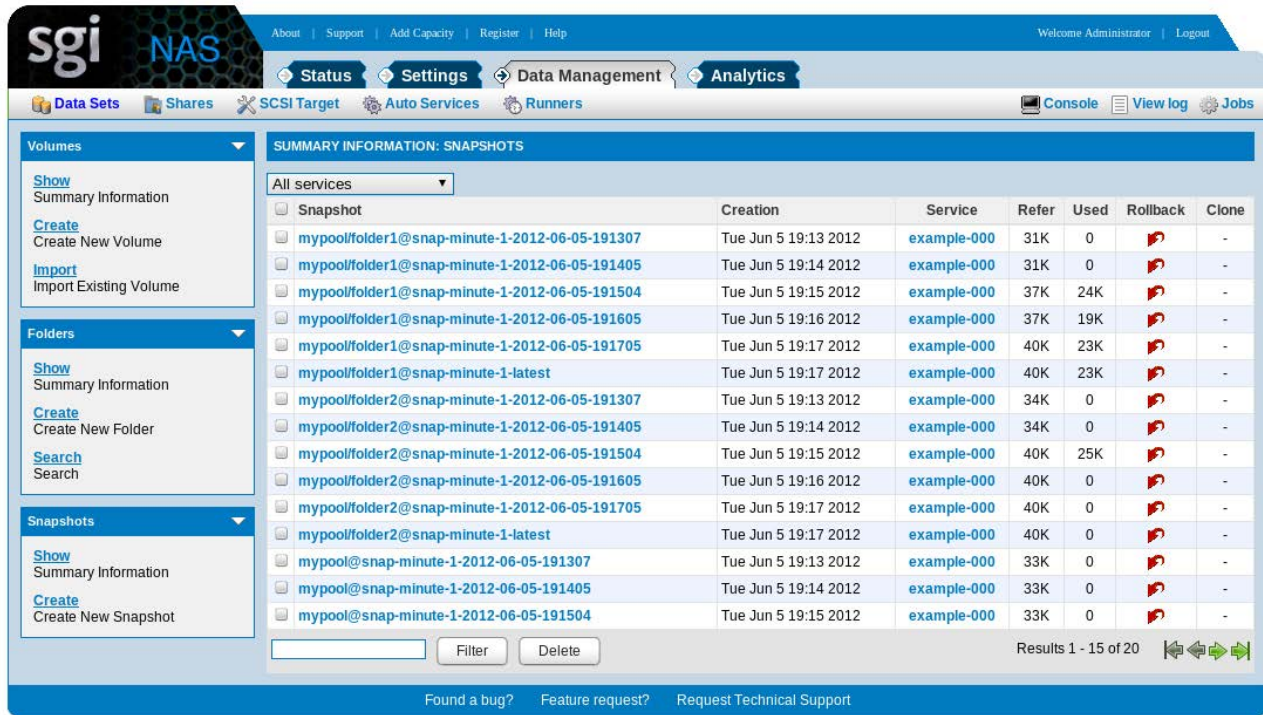 sgi NAS
About | Support | Add Capacity | Register | Help
Welcome Administrator | Logout
Status Settings Data Management Analytics
Data Sets Shares SCSI Target Auto Services Runners
Console View log Jobs
Volumes
Show
Summary Information
Create
Create New Volume
Import
Import Existing Volume
Folders
Show
Summary Information
Create
Create New Folder
Search
Search
Snapshots
Show
Summary Information
Create
Create New Snapshot
SUMMARY INFORMATION: SNAPSHOTS
All services
Snapshot Creation Service Refer Used Rollback Clone
mypool/folder1@snap-minute-1-2012-06-05-191307 Tue Jun 5 19:13 2012 example-000 31K 0 -
mypool/folder1@snap-minute-1-2012-06-05-191405 Tue Jun 5 19:14 2012 example-000 31K 0 -
mypool/folder1@snap-minute-1-2012-06-05-191504 Tue Jun 5 19:15 2012 example-000 37K 24K -
mypool/folder1@snap-minute-1-2012-06-05-191605 Tue Jun 5 19:16 2012 example-000 37K 19K -
mypool/folder1@snap-minute-1-2012-06-05-191705 Tue Jun 5 19:17 2012 example-000 40K 23K -
mypool/folder1@snap-minute-1-latest Tue Jun 5 19:17 2012 example-000 40K 23K -
mypool/folder2@snap-minute-1-2012-06-05-191307 Tue Jun 5 19:13 2012 example-000 34K 0 -
mypool/folder2@snap-minute-1-2012-06-05-191405 Tue Jun 5 19:14 2012 example-000 34K 0 -
mypool/folder2@snap-minute-1-2012-06-05-191504 Tue Jun 5 19:15 2012 example-000 40K 25K -
mypool/folder2@snap-minute-1-2012-06-05-191605 Tue Jun 5 19:16 2012 example-000 40K 0 -
mypool/folder2@snap-minute-1-2012-06-05-191705 Tue Jun 5 19:17 2012 example-000 40K 0 -
mypool/folder2@snap-minute-1-latest Tue Jun 5 19:17 2012 example-000 40K 0 -
mypool@snap-minute-1-2012-06-05-191307 Tue Jun 5 19:13 2012 example-000 33K 0 -
mypool@snap-minute-1-2012-06-05-191405 Tue Jun 5 19:14 2012 example-000 33K 0 -
mypool@snap-minute-1-2012-06-05-191504 Tue Jun 5 19:15 2012 example-000 33K 0 -
Filter Delete
Results 1 - 15 of 20
Found a bug? Feature request? Request Technical Support